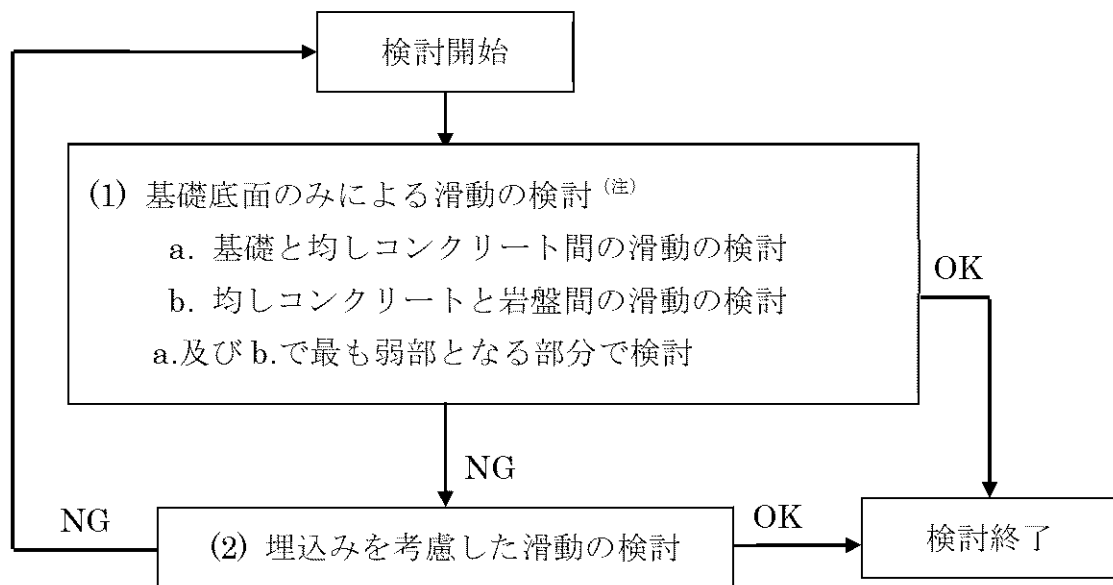 検討開始
(1) 基礎底面のみによる滑動の検討 (注)
a. 基礎と均しコンクリート間の滑動の検討
b. 均しコンクリートと岩盤間の滑動の検討
a.及び b.で最も弱部となる部分で検討
OK
NG
NG
(2) 埋込みを考慮した滑動の検討
OK
検討終了